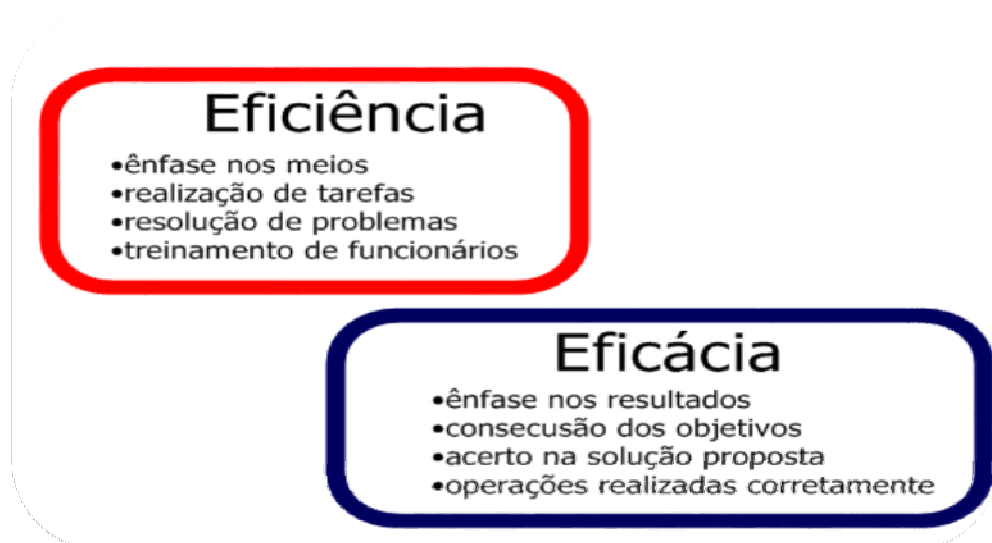 Eficiência
•ênfase nos meios
•realização de tarefas
•resolução de problemas
•treinamento de funcionários
Eficácia
•ênfase nos resultados
•consecusão dos objetivos
•acerto na solução proposta
•operações realizadas corretamente